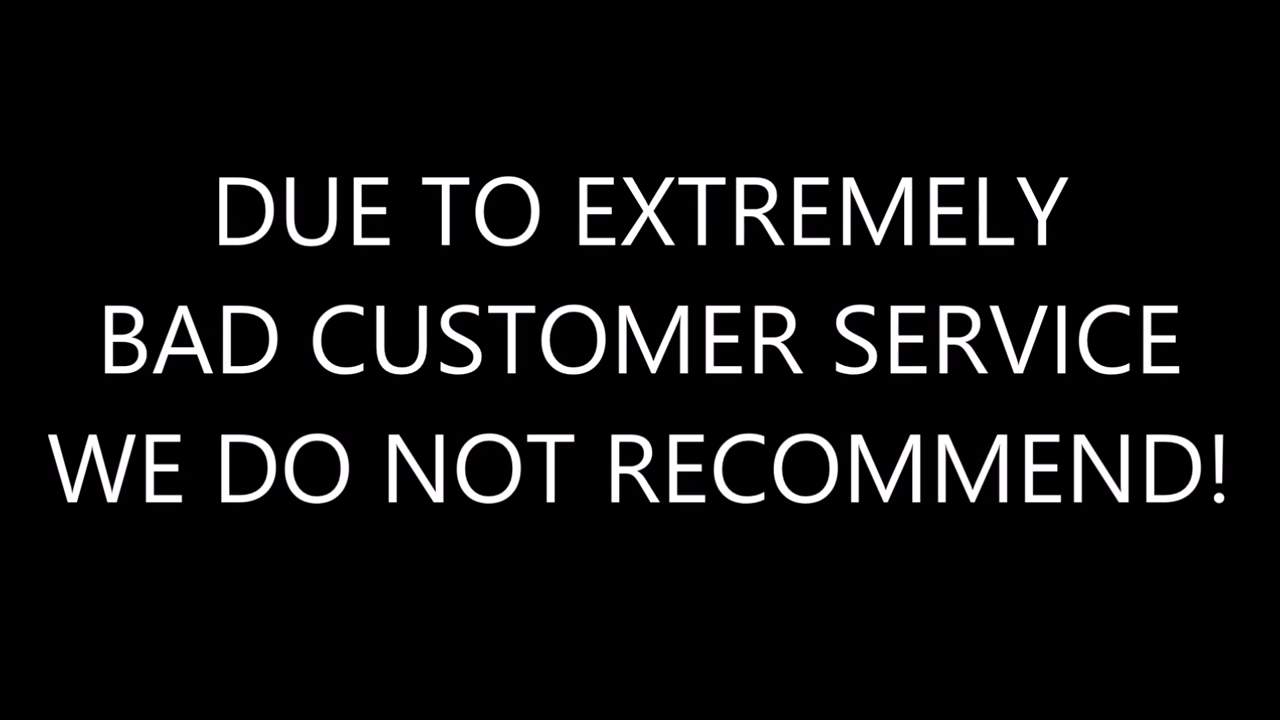 DUE TO EXTREMELY
BAD CUSTOMER SERVICE
WE DO NOT RECOMMEND!